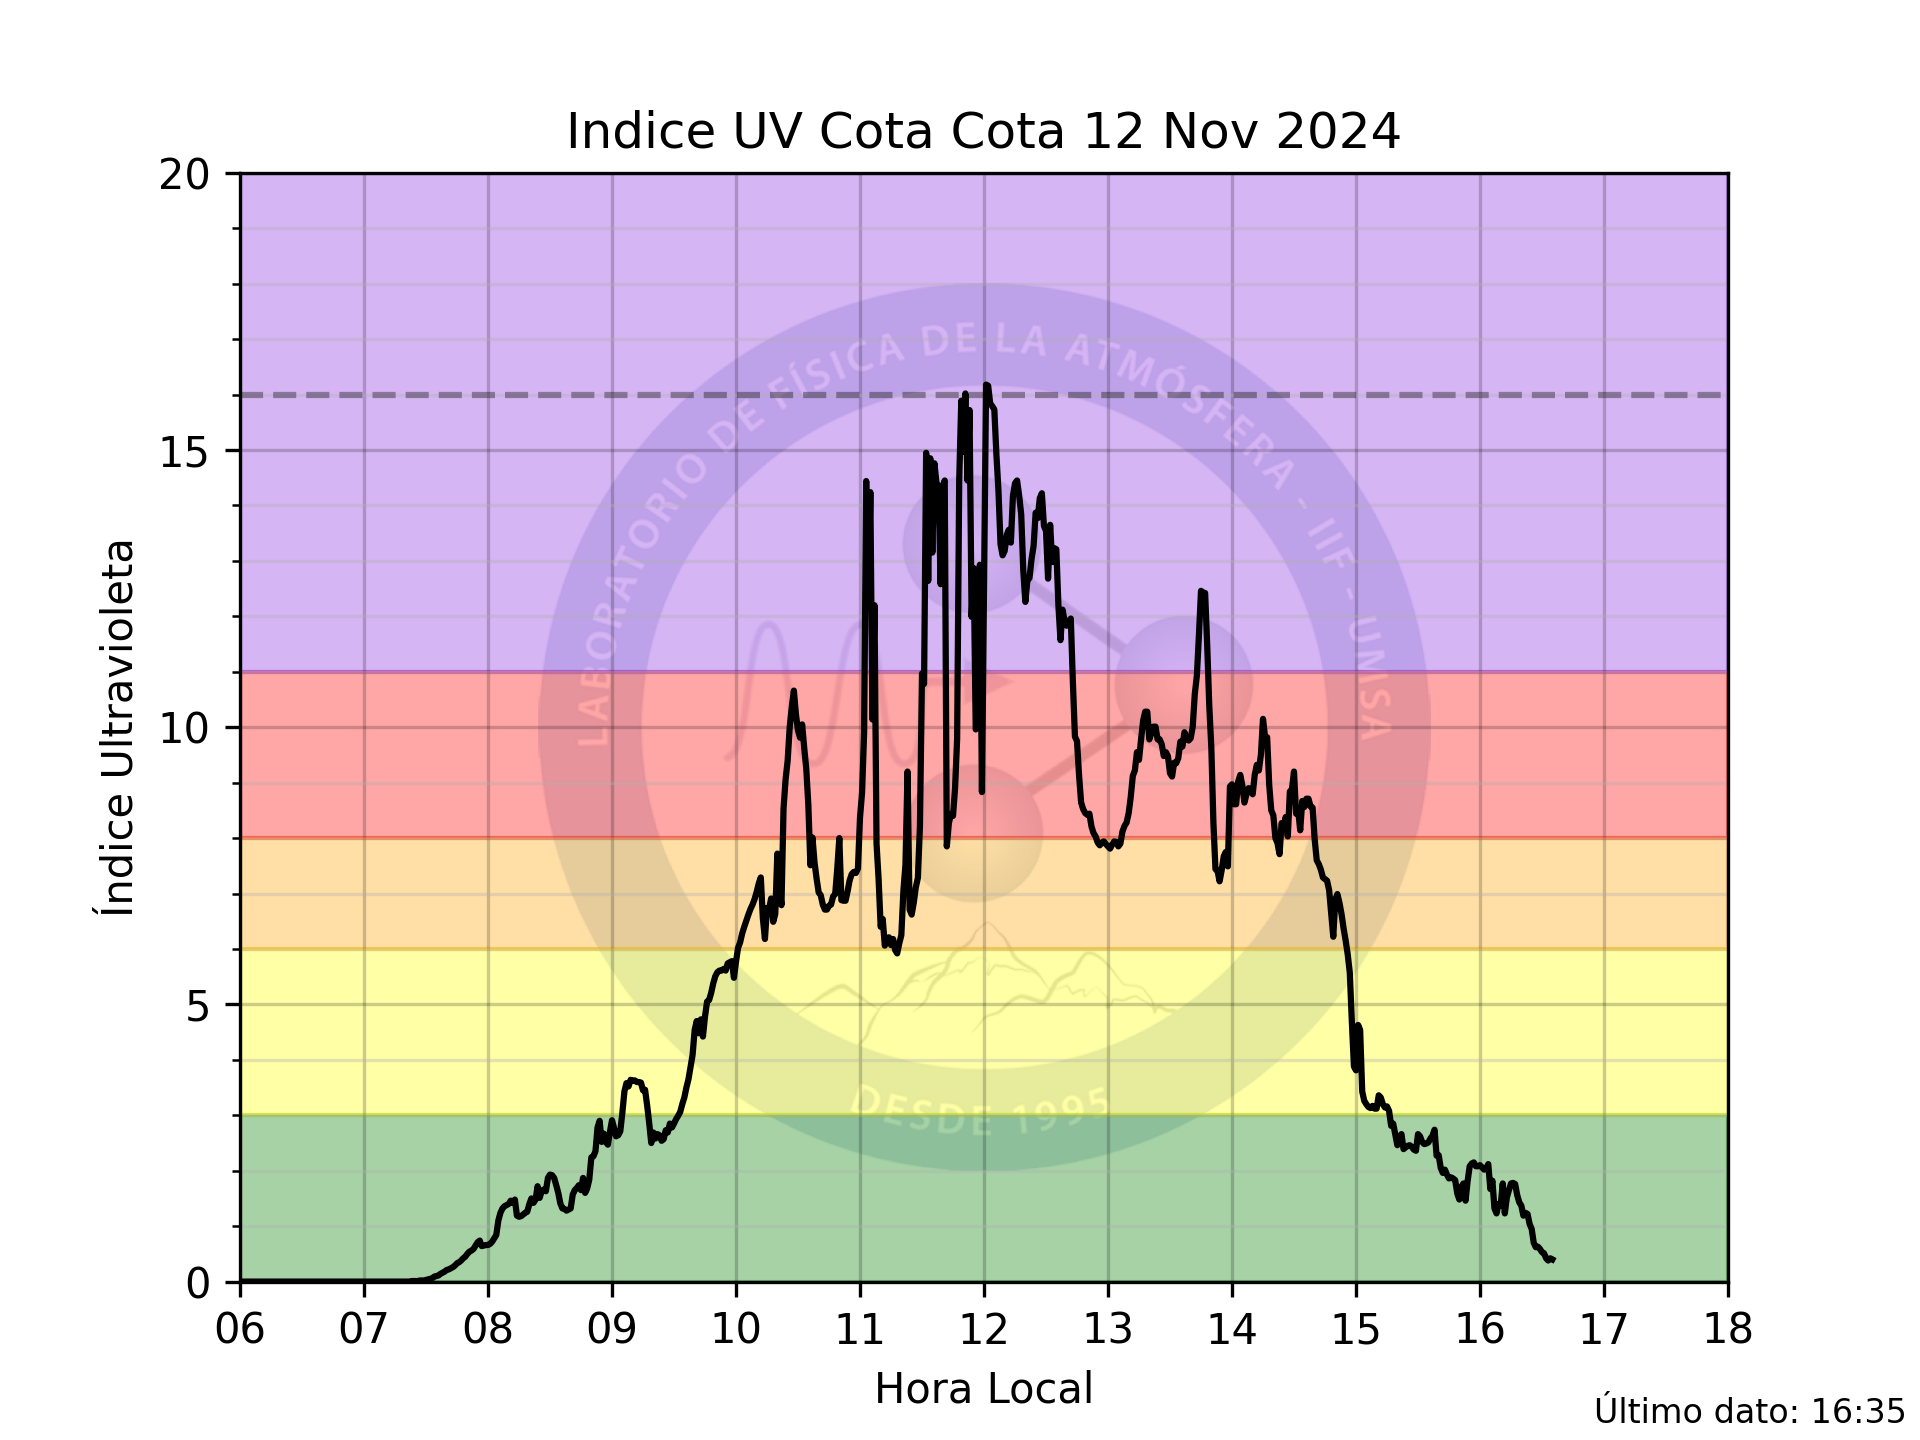 Indice UV Cota Cota 12 Nov 2024
20
15
10
5
0
Índice Ultravioleta
LABORATORIO DE FÍSICA DE LA ATMÓSFERA - IIF - UMSA
DESDE 1995
06 07 08 09 10 11 12 13 14 15 16 17 18
Hora Local
Último dato: 16:35